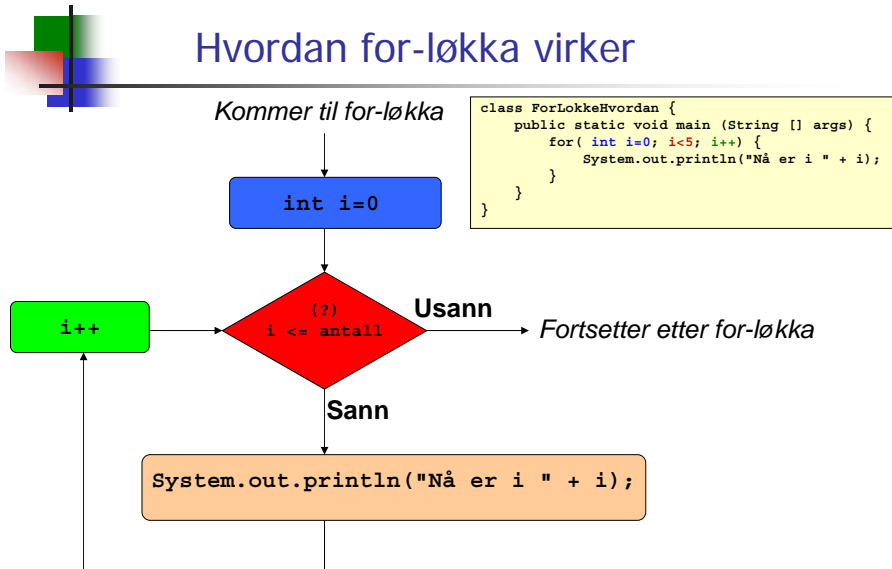 Hvordan for-løkka virker
Kommer til for-løkka
class ForLokkeHvordan {
public static void main (String [] args) {
for( int i=0; i<5; i++) {
System.out.println("Nå er i " + i);
}
}
}
int i=0
(?)
i <= antall
Usann
Fortsetter etter for-løkka
i++
Sann
System.out.println("Nå er i " + i);